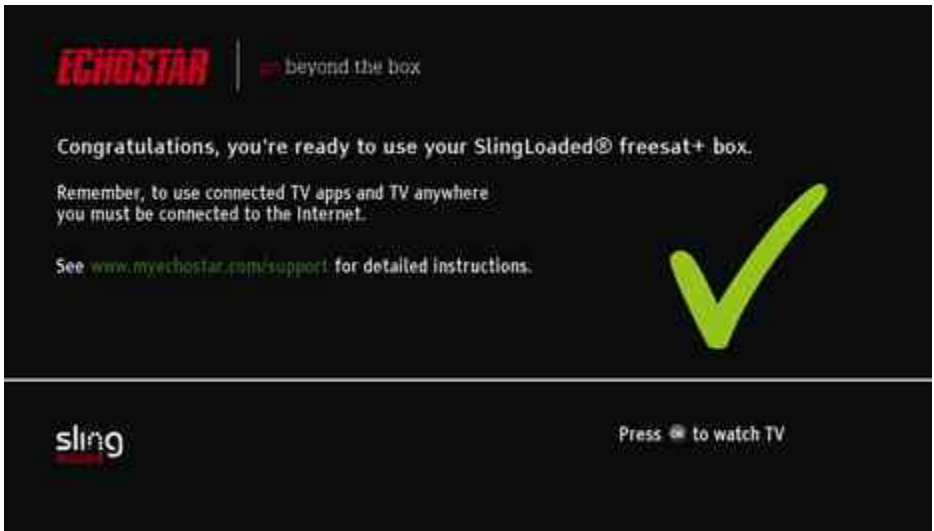 ECHOSTAR
go beyond the box
Congratulations, you're ready to use your SlingLoaded® freesat+ box.
Remember, to use connected TV apps and TV anywhere
you must be connected to the Internet.
See www.myechostar.com/support for detailed instructions.
sling
Press OK to watch TV